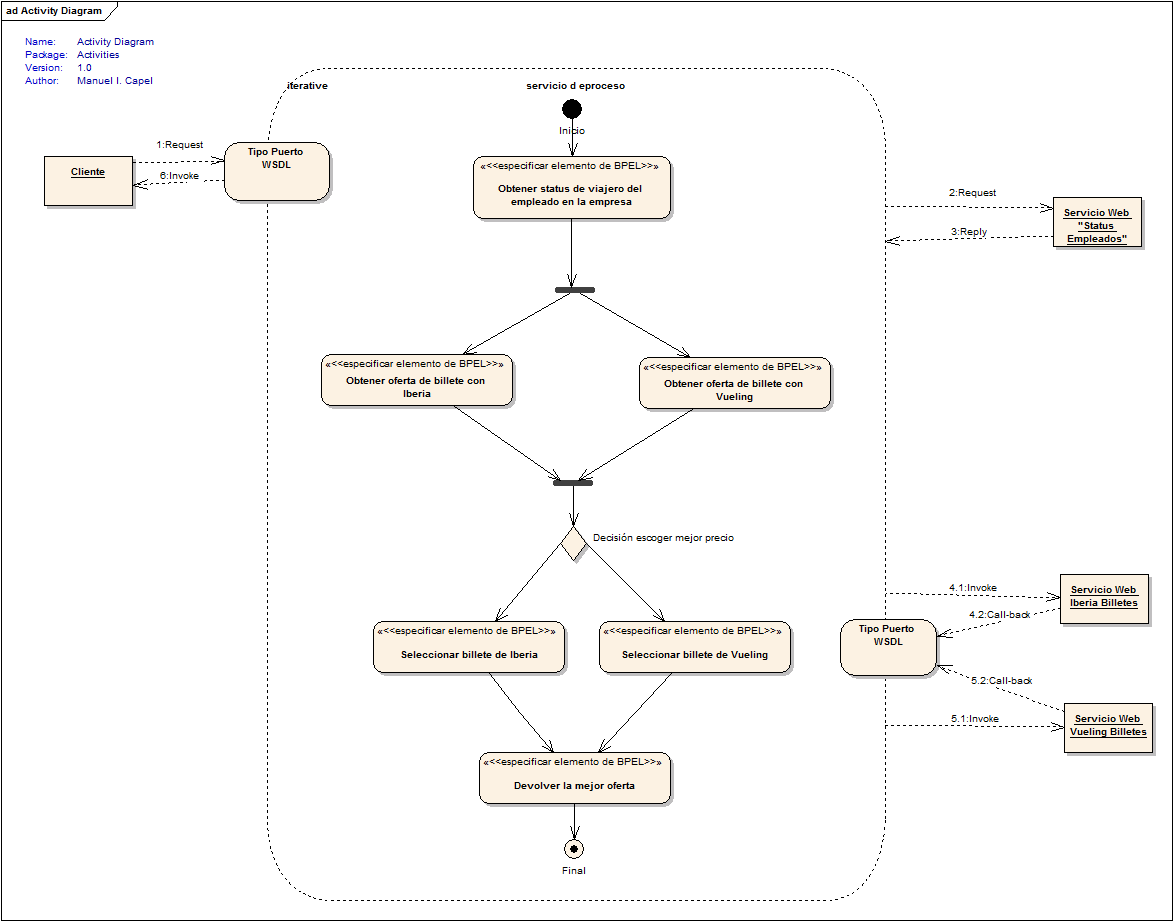 ad Activity Diagram
Name: Activity Diagram
Package: Activities
Version: 1.0
Author: Manuel I. Capel
iterative
servicio d eproceso
Inicio
1:Request
6:Invoke
Cliente
Tipo Puerto
WSDL
«<<especificar elemento de BPEL>>»
Obtener status de viajero del
empleado en la empresa
2:Request
3:Reply
Servicio Web
"Status
Empleados"
«<<especificar elemento de BPEL>>»
Obtener oferta de billete con
Iberia
«<<especificar elemento de BPEL>>»
Obtener oferta de billete con
Vueling
Decisión escoger mejor precio
4.1:Invoke
4.2:Call-back
Servicio Web
Iberia Billetes
«<<especificar elemento de BPEL>>»
Seleccionar billete de Iberia
«<<especificar elemento de BPEL>>»
Seleccionar billete de Vueling
Tipo Puerto
WSDL
5.2:Call-back
5.1:Invoke
Servicio Web
Vueling Billetes
«<<especificar elemento de BPEL>>»
Devolver la mejor oferta
Final